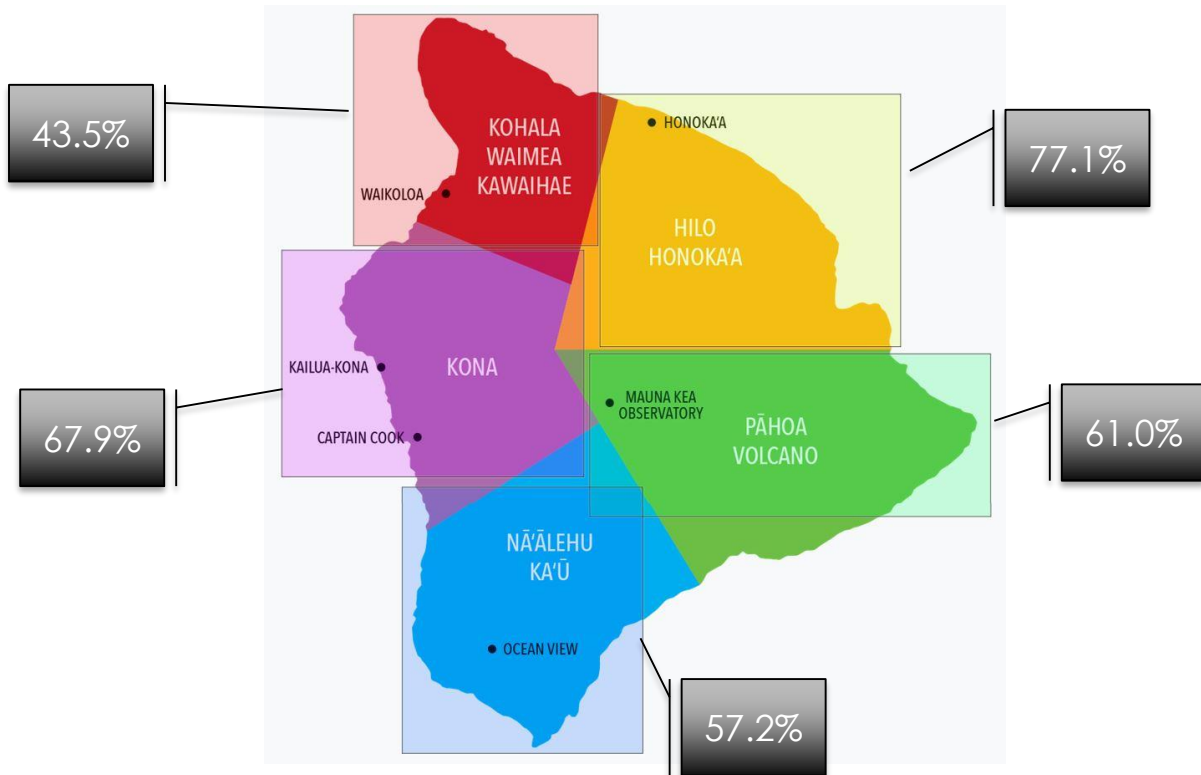 43.5%
KOHALA
WAIMEA
KAWAIHAE
WAIKOLOA
HONOKA‘A
77.1%
HILO
HONOKA‘A
KAILUA-KONA
KONA
CAPTAIN COOK
67.9%
MAUNA KEA
OBSERVATORY
PĀHOA
VOLCANO
61.0%
NĀ‘ĀLEHU
KA‘Ū
OCEAN VIEW
57.2%